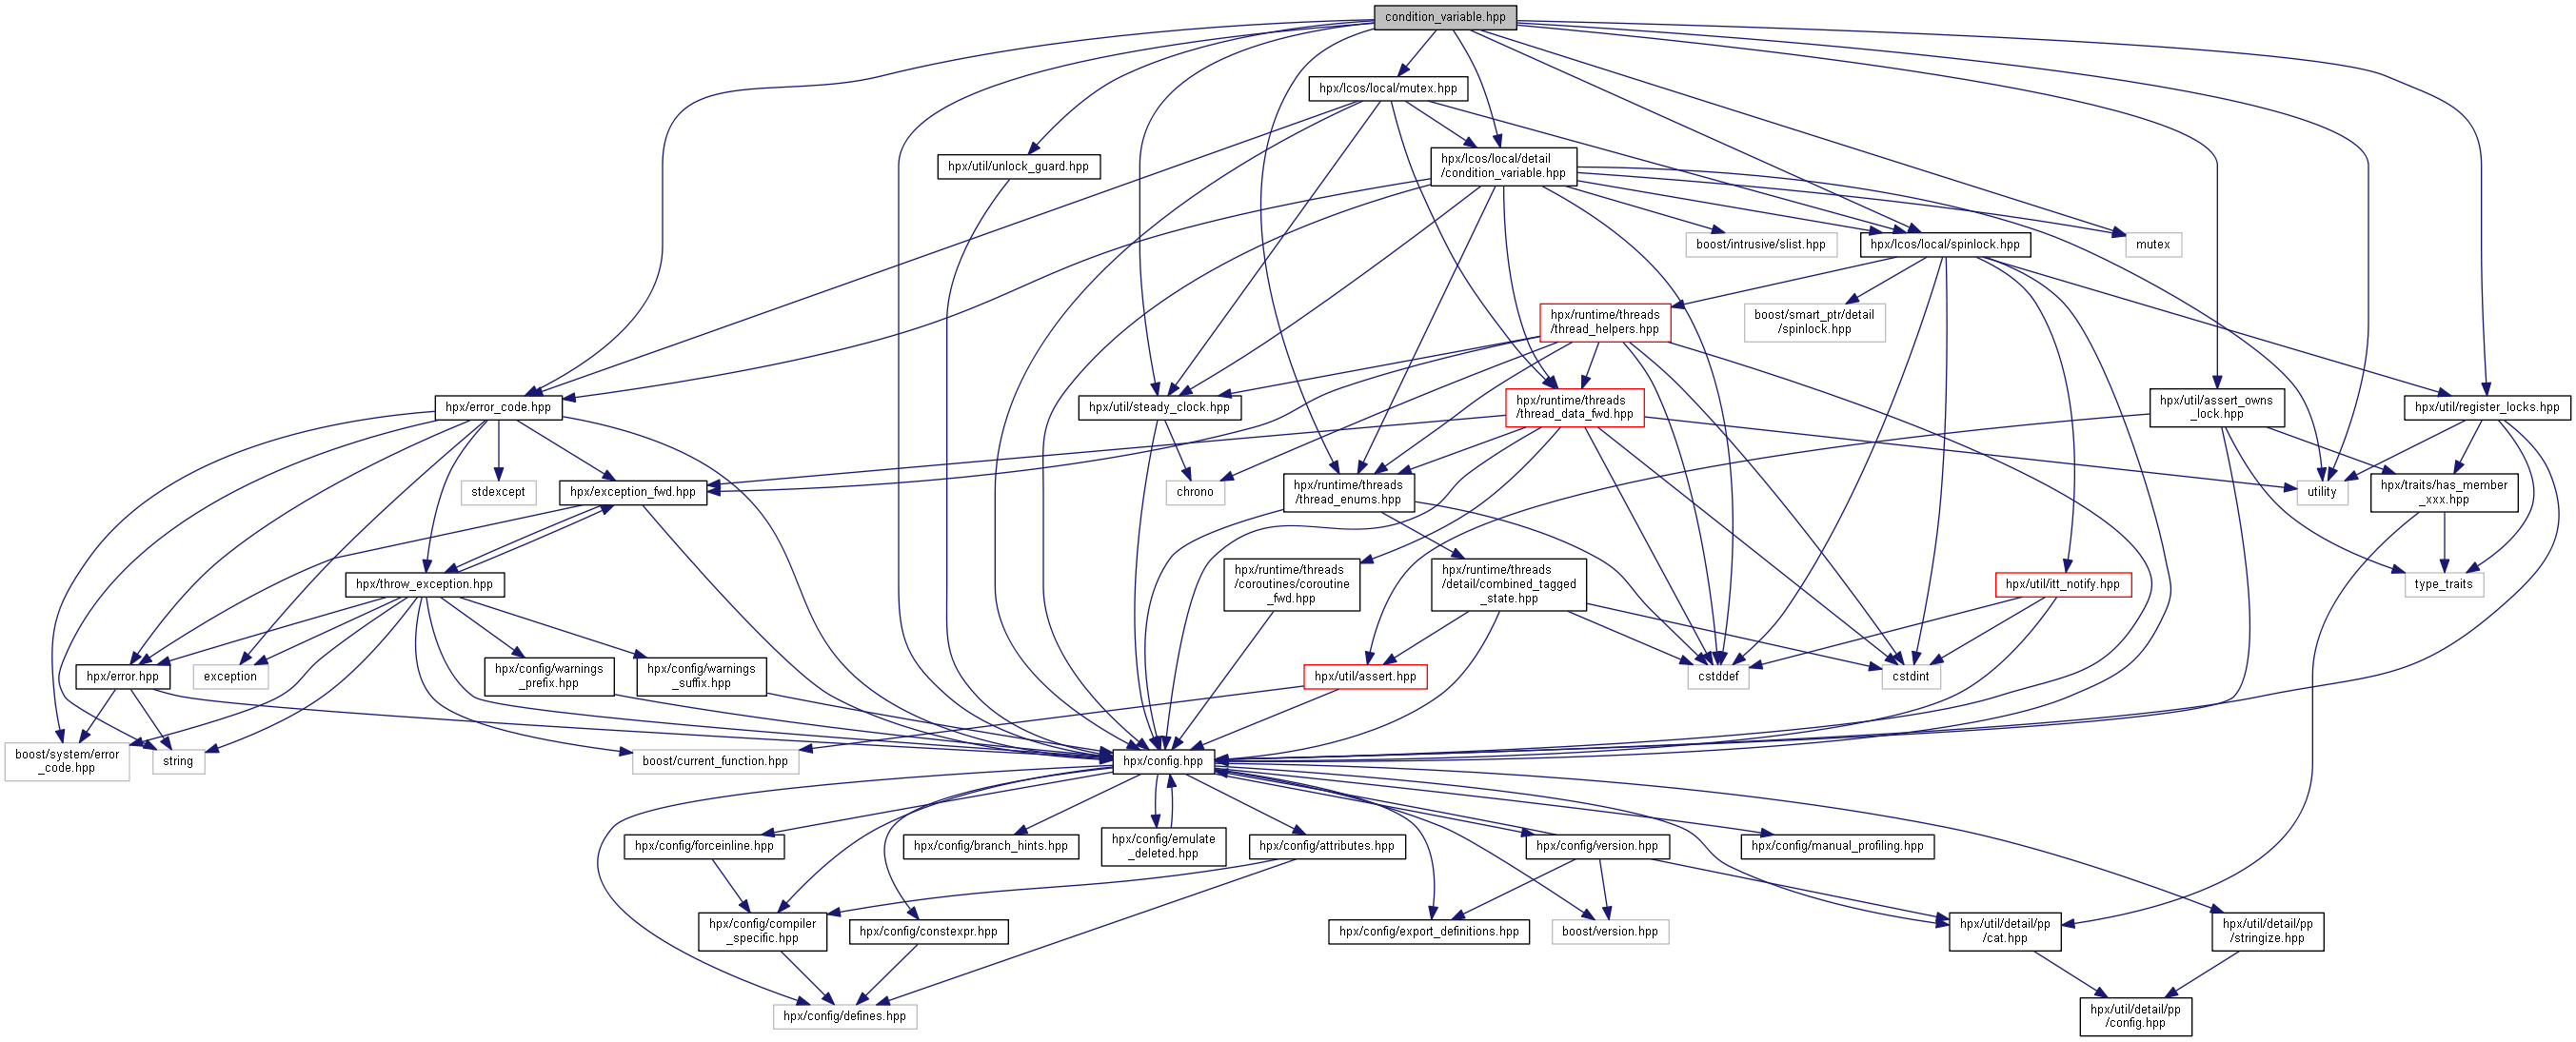 condition_variable.hpp
hpx/lcos/local/mutex.hpp
hpx/util/unlock_guard.hpp
hpx/lcos/local/detail
/condition_variable.hpp
boost/intrusive/slist.hpp
hpx/lcos/local/spinlock.hpp
mutex
hpx/runtime/threads
/thread_helpers.hpp
boost/smart_ptr/detail
/spinlock.hpp
hpx/error_code.hpp
hpx/util/steady_clock.hpp
hpx/runtime/threads
/thread_data_fwd.hpp
hpx/util/assert_owns
_lock.hpp
hpx/util/register_locks.hpp
stdexcept
hpx/exception_fwd.hpp
chrono
hpx/runtime/threads
/thread_enums.hpp
utility
hpx/traits/has_member
_xxx.hpp
hpx/throw_exception.hpp
hpx/runtime/threads
/coroutines/coroutine
_fwd.hpp
hpx/runtime/threads
/detail/combined_tagged
_state.hpp
hpx/util/itt_notify.hpp
type_traits
hpx/error.hpp
exception
hpx/config/warnings
_prefix.hpp
hpx/config/warnings
_suffix.hpp
hpx/util/assert.hpp
cstddef
cstdint
boost/system/error
_code.hpp
string
boost/current_function.hpp
hpx/config.hpp
hpx/config/forceinline.hpp
hpx/config/branch_hints.hpp
hpx/config/emulate
_deleted.hpp
hpx/config/attributes.hpp
hpx/config/version.hpp
hpx/config/manual_profiling.hpp
hpx/config/compiler
_specific.hpp
hpx/config/constexpr.hpp
hpx/config/export_definitions.hpp
boost/version.hpp
hpx/util/detail/pp
/cat.hpp
hpx/util/detail/pp
/stringize.hpp
hpx/config/defines.hpp
hpx/util/detail/pp
/config.hpp